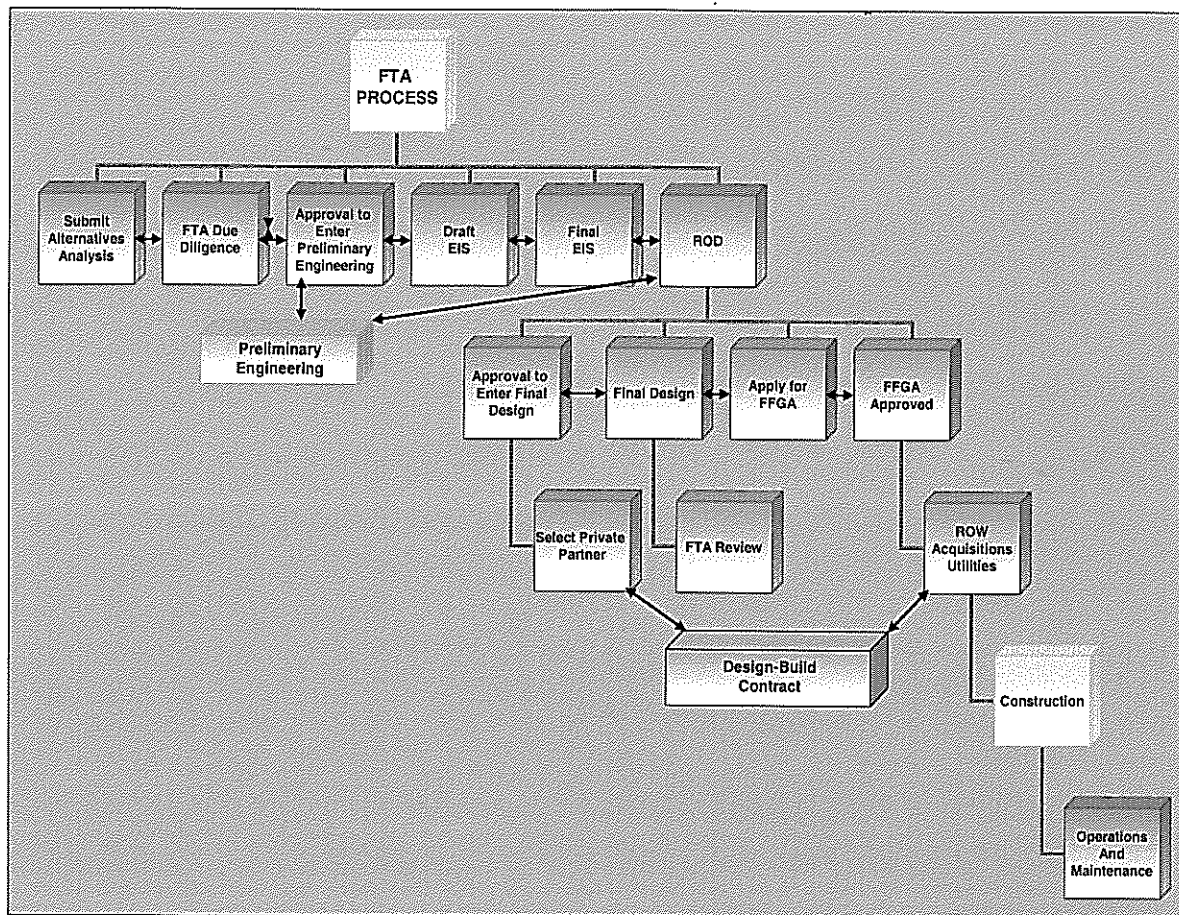 FTA
PROCESS
Submit
Alternatives
Analysis
FTA Due
Diligence
Approval to
Enter
Preliminary
Engineering
Draft
EIS
Final
EIS
ROD
Preliminary
Engineering
Approval to
Enter Final
Design
Final Design
Apply for
FFGA
FFGA
Approved
Select Private
Partner
FTA Review
ROW
Acquisitions
Utilities
Design-Build
Contract
Construction
Operations
And
Maintenance